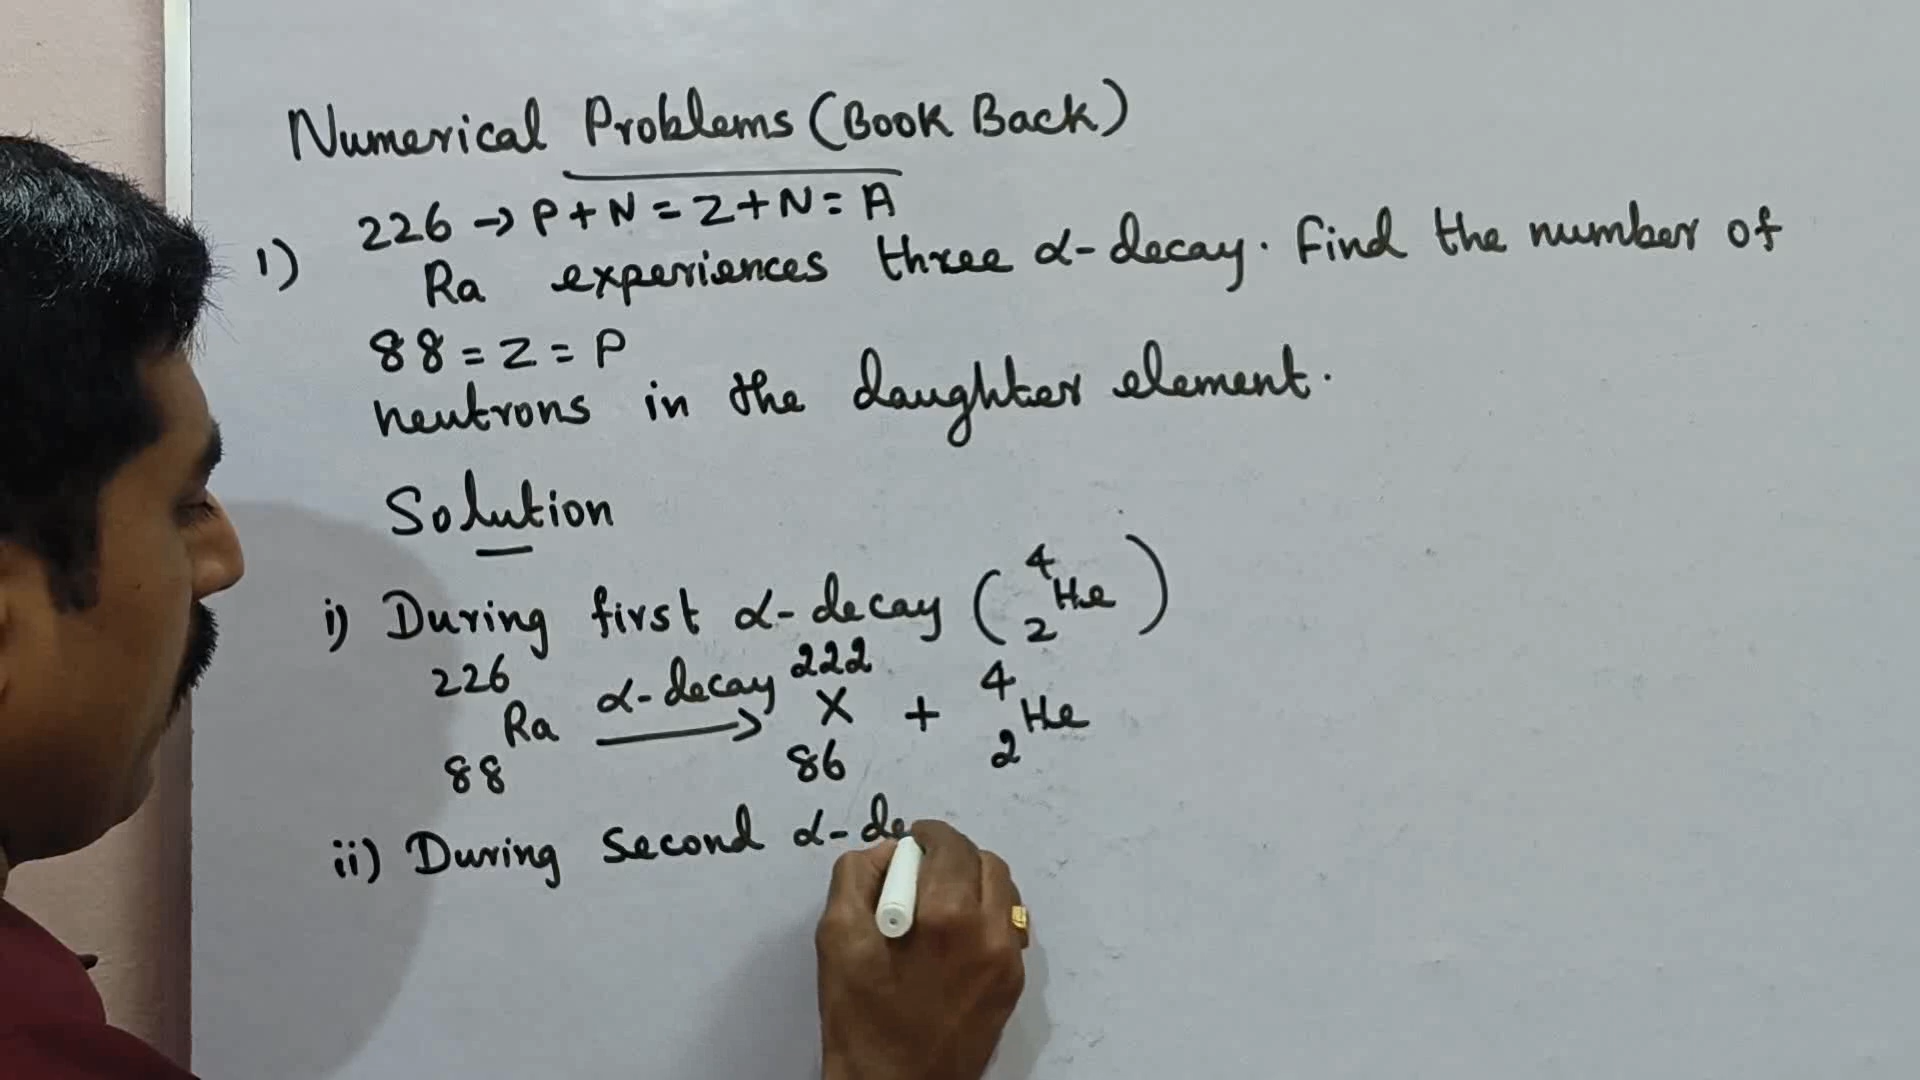 Numerical Problems (Book Back)
226 → P+N = Z+N = A
1) Ra experiences three α-decay. Find the number of
88 = Z = P
neutrons in the daughter element.
Solution
i) During first α-decay ( 4 2 He )
226 88 Ra α-decay → 222 86 X + 4 2 He
ii) During second α-de